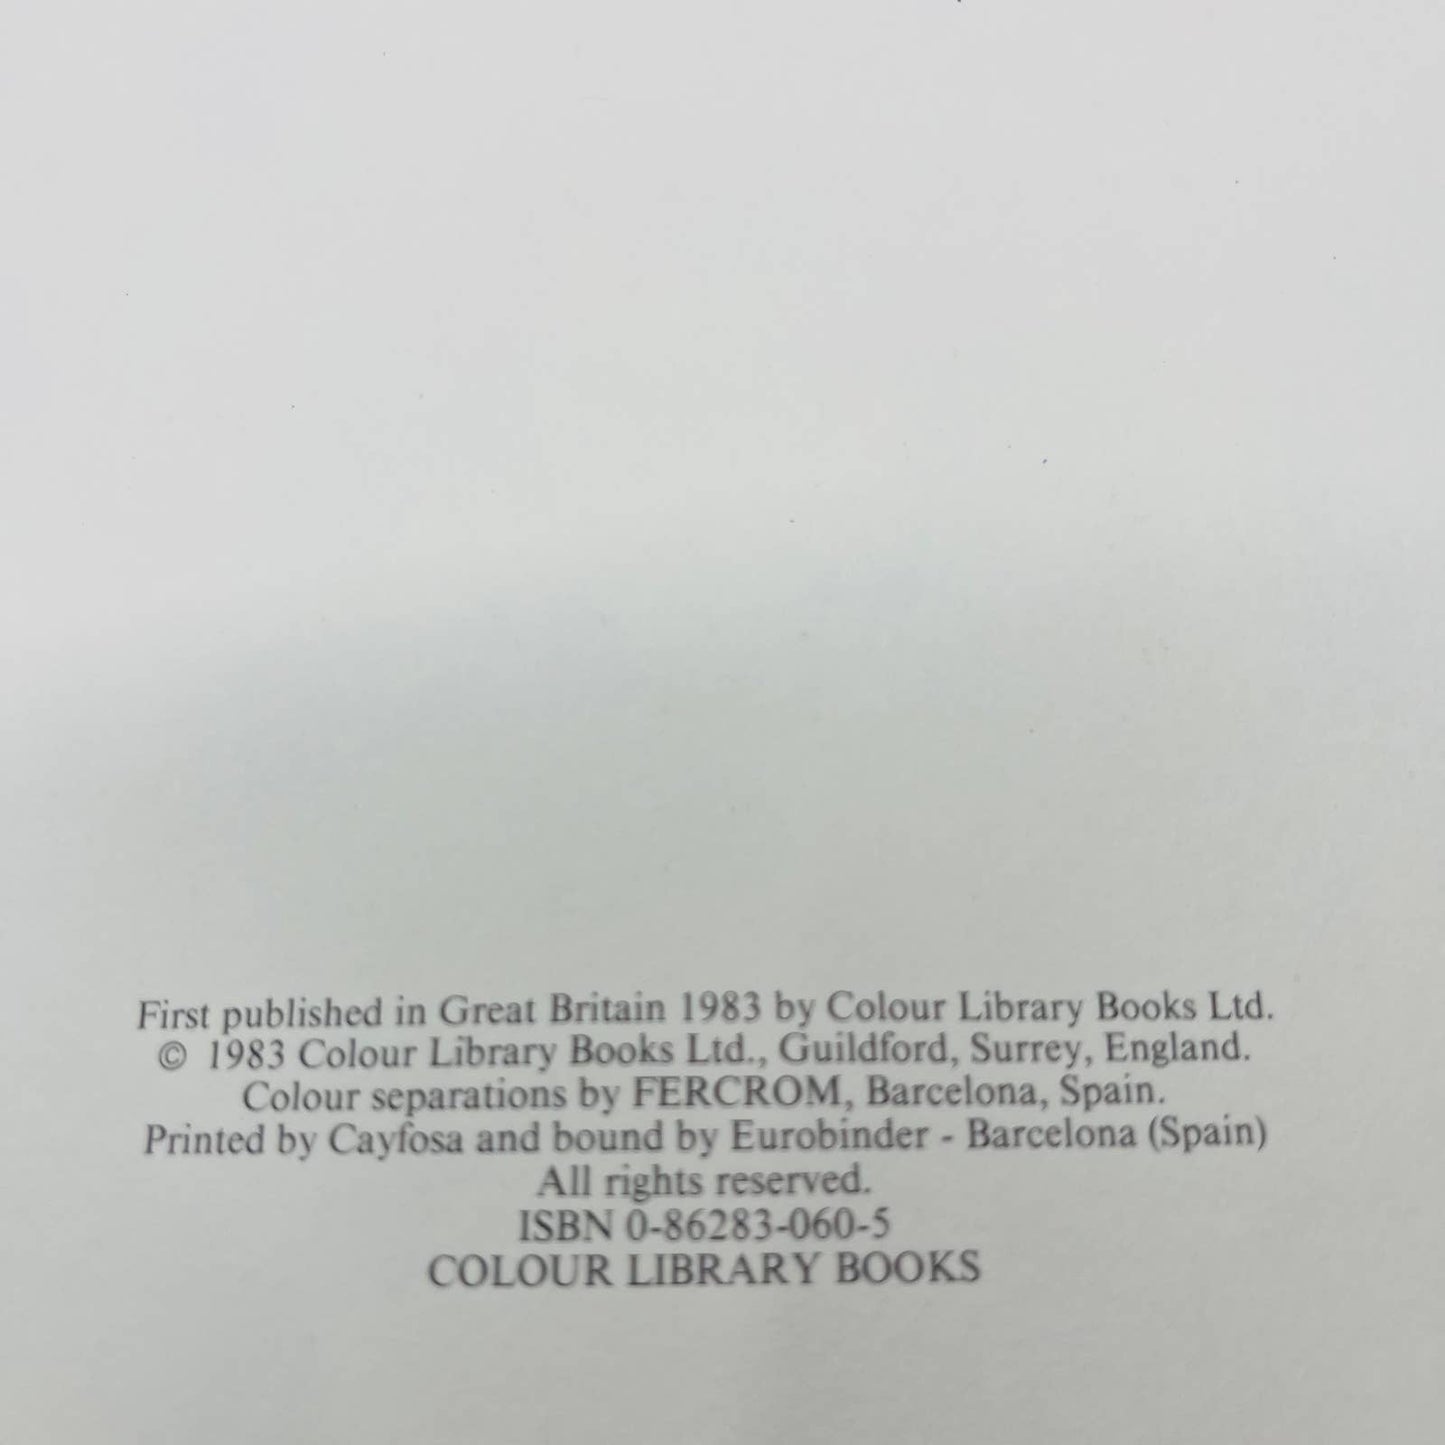 First published in Great Britain 1983 by Colour Library Books Ltd.
© 1983 Colour Library Books Ltd., Guildford, Surrey, England.
Colour separations by FERCROM, Barcelona, Spain.
Printed by Cayfosa and bound by Eurobinder - Barcelona (Spain)
All rights reserved.
ISBN 0-86283-060-5
COLOUR LIBRARY BOOKS